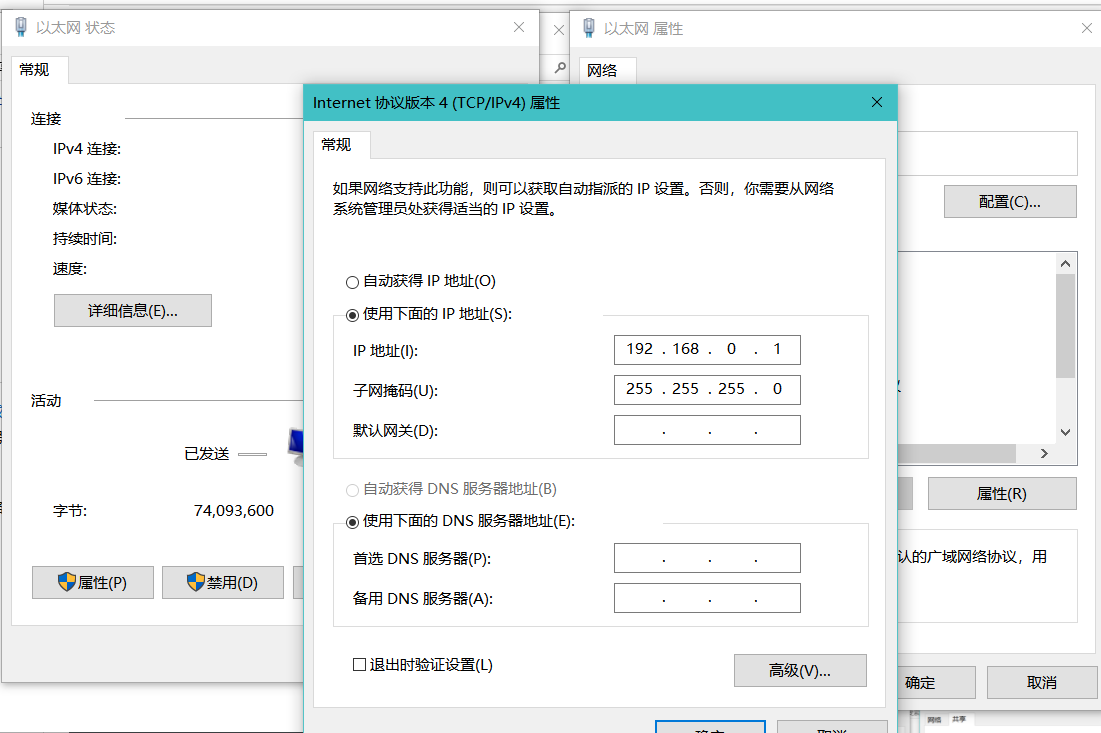 以太网 状态
常规
连接
IPv4 连接:
IPv6 连接:
媒体状态:
持续时间:
速度:
详细信息(E)...
活动
已发送
字节:
74,093,600
属性(P)
禁用(D)
Internet 协议版本 4 (TCP/IPv4) 属性
常规
如果网络支持此功能，则可以获取自动指派的 IP 设置。否则，你需要从网络
系统管理员处获得适当的 IP 设置。
自动获得 IP 地址(O)
使用下面的 IP 地址(S):
IP 地址(I):
192 . 168 . 0 . 1
子网掩码(U):
255 . 255 . 255 . 0
默认网关(D):
. . .
自动获得 DNS 服务器地址(B)
使用下面的 DNS 服务器地址(E):
首选 DNS 服务器(P):
. . .
备用 DNS 服务器(A):
. . .
退出时验证设置(L)
高级(V)...
确定
取消
以太网 属性
网络
配置(C)...
属性(R)
认的广域网络协议，用
确定
取消
网络 共享